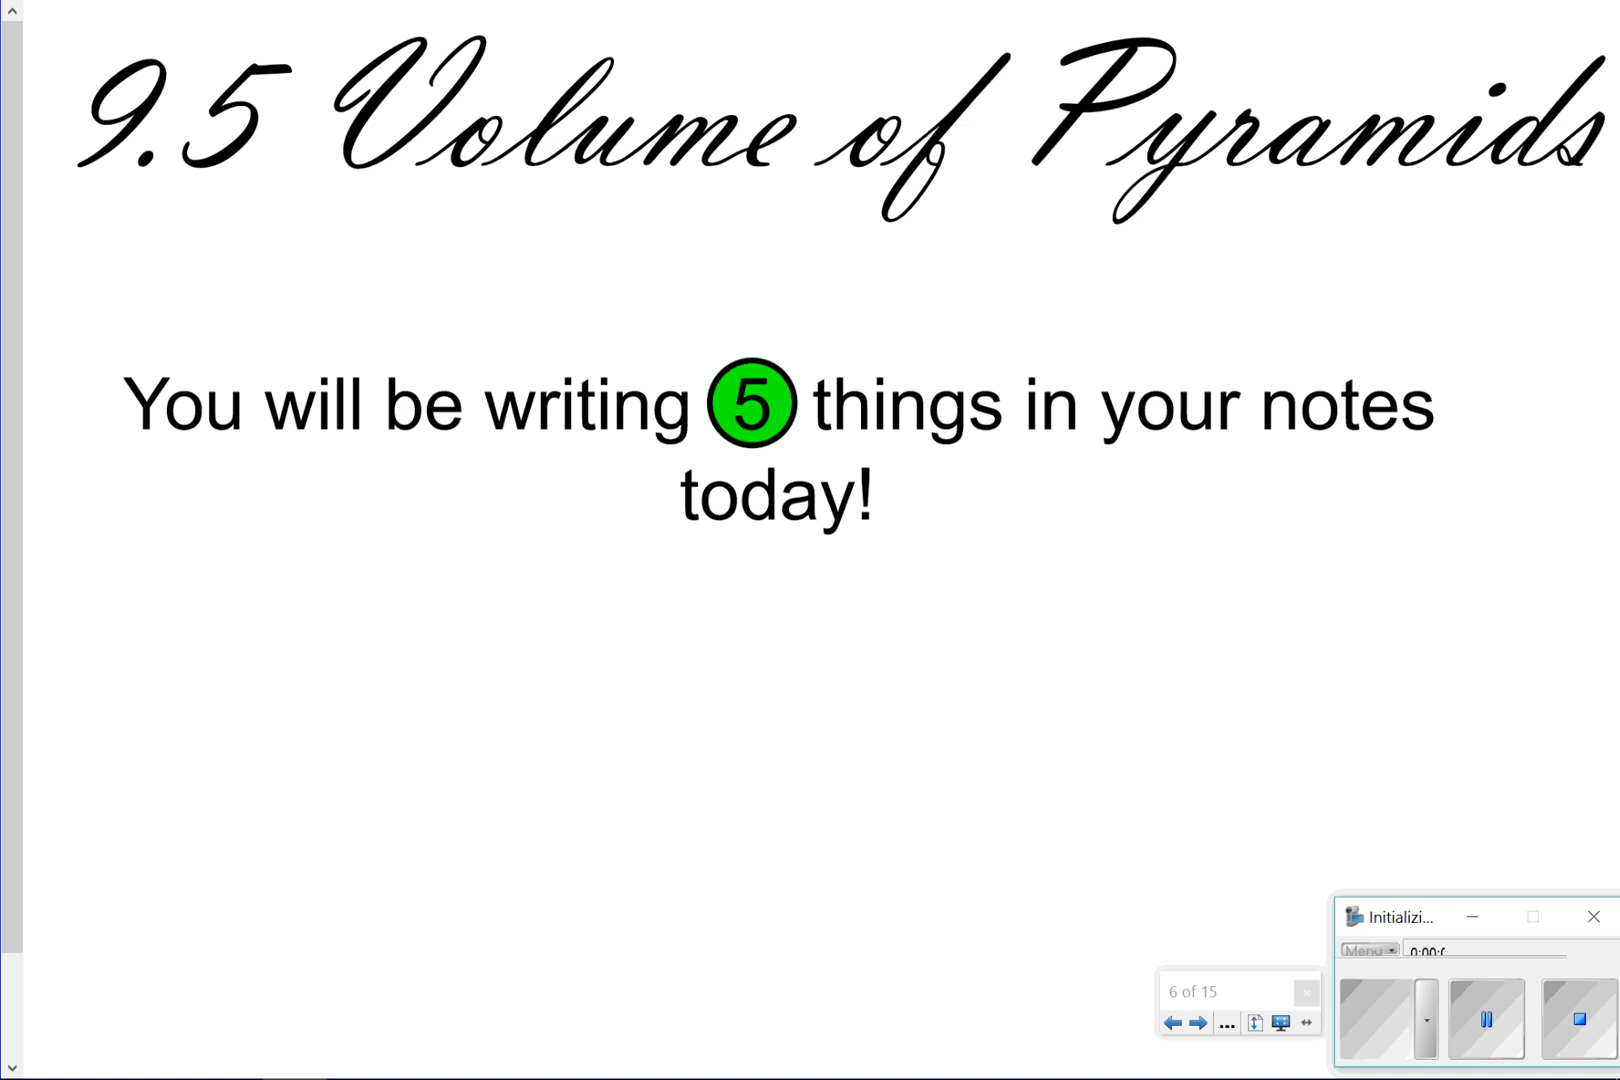 9.5 Volume of Pyramids
You will be writing 5 things in your notes
today!
Initializi...
Menu
6 of 15